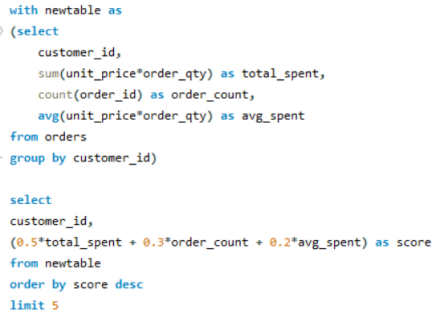 with newtable as
(select
customer_id,
sum(unit_price*order_qty) as total_spent,
count(order_id) as order_count,
avg(unit_price*order_qty) as avg_spent
from orders
group by customer_id)
select
customer_id,
(0.5*total_spent + 0.3*order_count + 0.2*avg_spent) as score
from newtable
order by score desc
limit 5